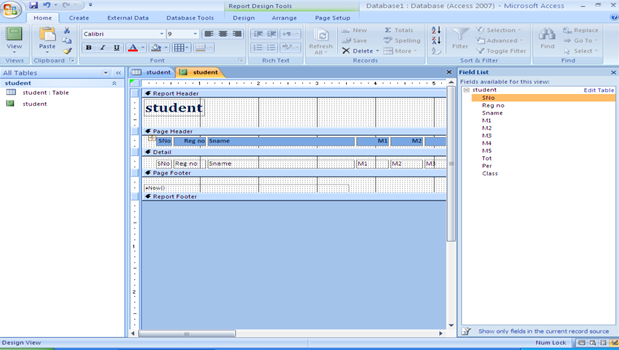 Report Design Tools
Database1 : Database (Access 2007) - Microsoft Access
Home Create External Data Database Tools Design Arrange Page Setup
View
Paste
Calibri 9
B I U
Refresh All
New Totals
Save Spelling
Delete More
Filter
Selection
Advanced
Toggle Filter
Find
Replace
Go To
Select
Views Clipboard Font Rich Text Records Sort & Filter Find
All Tables
student
student : Table
student
student student
1 2 3 4 5
Report Header
student
Page Header
SNo Reg no Sname M1 M2
Detail
SNo Reg no Sname M1 M2 M3
Page Footer
=Now()
Report Footer
Field List
Fields available for this view:
student Edit Table
SNo
Reg no
Sname
M1
M2
M3
M4
M5
Tot
Per
Class
Show only fields in the current record source
Design View Num Lock